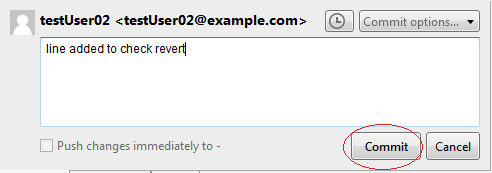 testUser02 <testUser02@example.com>
Commit options...
line added to check revert
Push changes immediately to -
Commit
Cancel